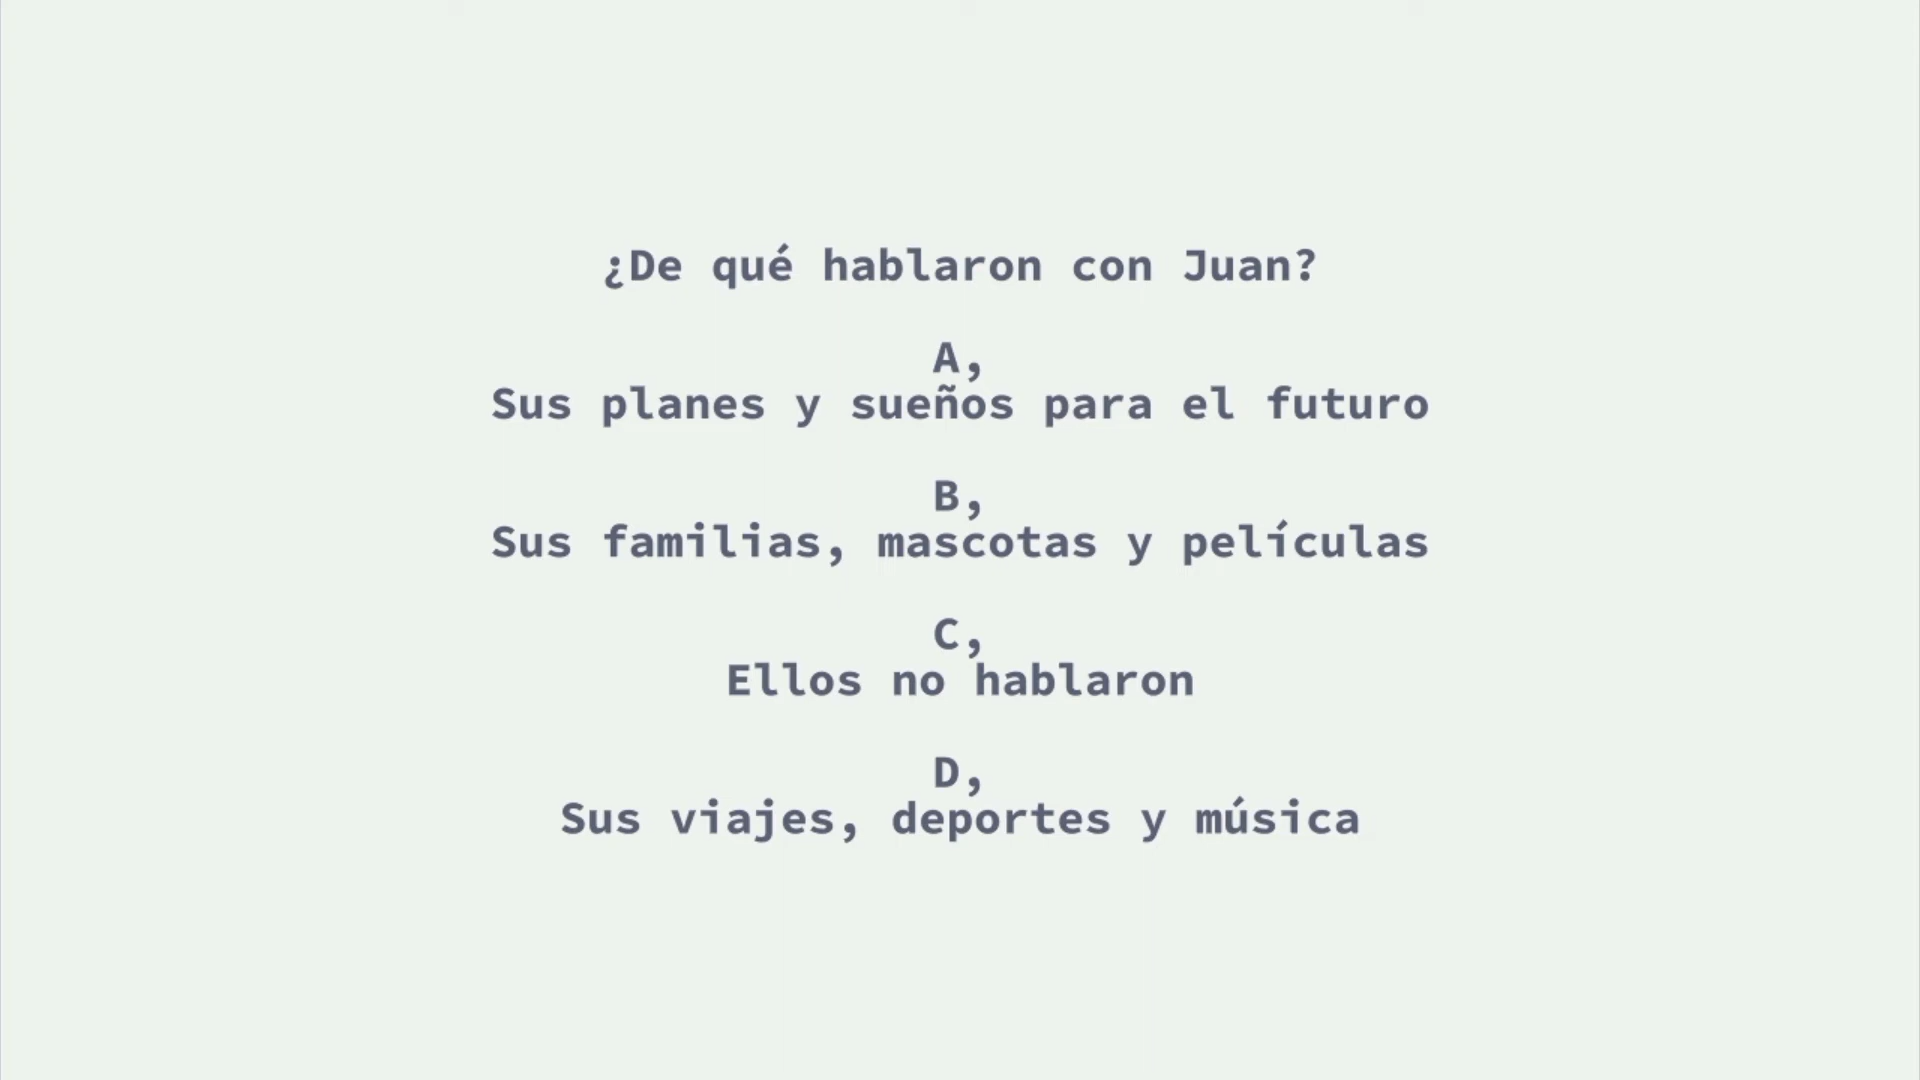 ¿De qué hablaron con Juan?
A,
Sus planes y sueños para el futuro
B,
Sus familias, mascotas y películas
C,
Ellos no hablaron
D,
Sus viajes, deportes y música